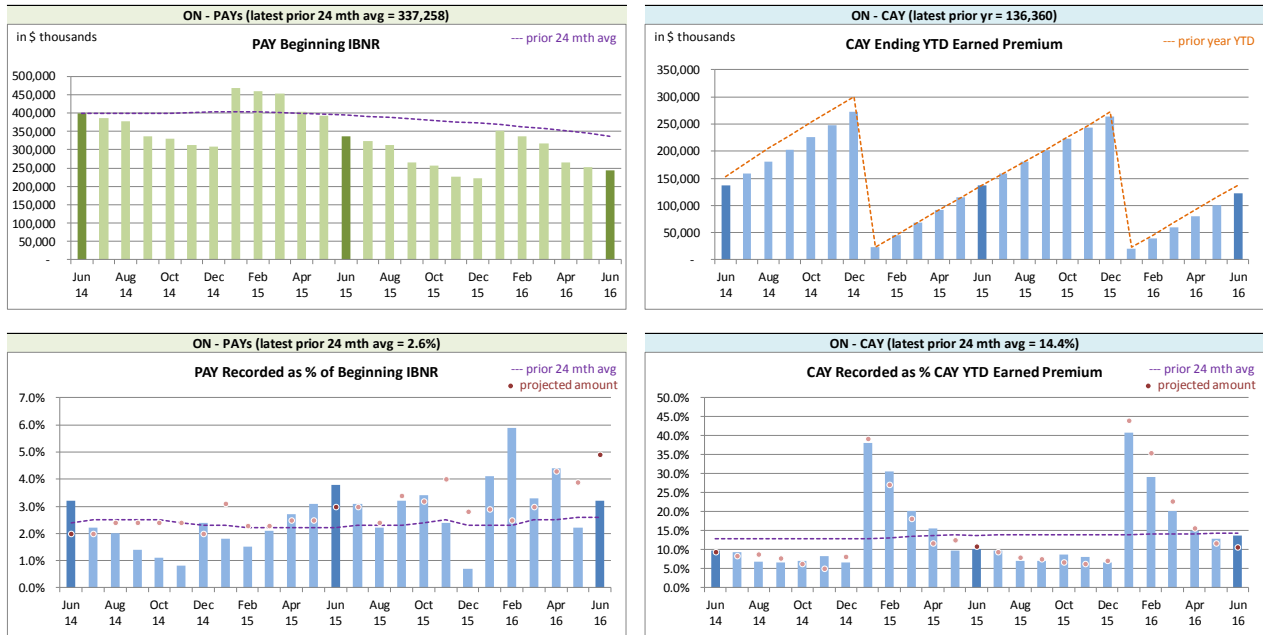 ON - PAYs (latest prior 24 mth avg = 337,258)
in $ thousands
PAY Beginning IBNR
--- prior 24 mth avg
500,000
450,000
400,000
350,000
300,000
250,000
200,000
150,000
100,000
50,000
-
Jun Aug Oct Dec Feb Apr Jun Aug Oct Dec Feb Apr Jun
14 14 14 14 15 15 15 15 15 15 16 16 16
ON - CAY (latest prior yr = 136,360)
in $ thousands
CAY Ending YTD Earned Premium
--- prior year YTD
350,000
300,000
250,000
200,000
150,000
100,000
50,000
-
Jun Aug Oct Dec Feb Apr Jun Aug Oct Dec Feb Apr Jun
14 14 14 14 15 15 15 15 15 15 16 16 16
ON - PAYs (latest prior 24 mth avg = 2.6%)
PAY Recorded as % of Beginning IBNR
--- prior 24 mth avg
projected amount
7.0%
6.0%
5.0%
4.0%
3.0%
2.0%
1.0%
0.0%
Jun Aug Oct Dec Feb Apr Jun Aug Oct Dec Feb Apr Jun
14 14 14 14 15 15 15 15 15 15 16 16 16
ON - CAY (latest prior 24 mth avg = 14.4%)
CAY Recorded as % CAY YTD Earned Premium
--- prior 24 mth avg
projected amount
50.0%
45.0%
40.0%
35.0%
30.0%
25.0%
20.0%
15.0%
10.0%
5.0%
0.0%
Jun Aug Oct Dec Feb Apr Jun Aug Oct Dec Feb Apr Jun
14 14 14 14 15 15 15 15 15 15 16 16 16